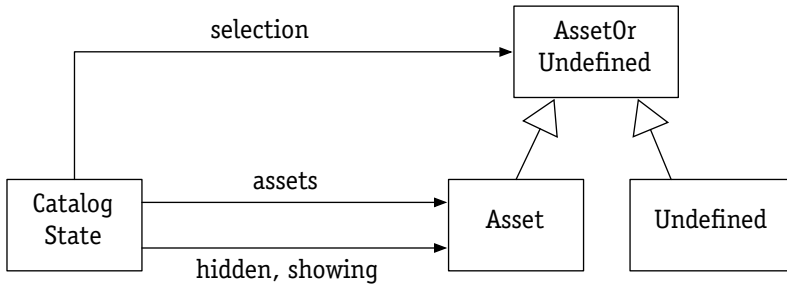 selection
AssetOr
Undefined
assets
Catalog
State
Asset
Undefined
hidden, showing